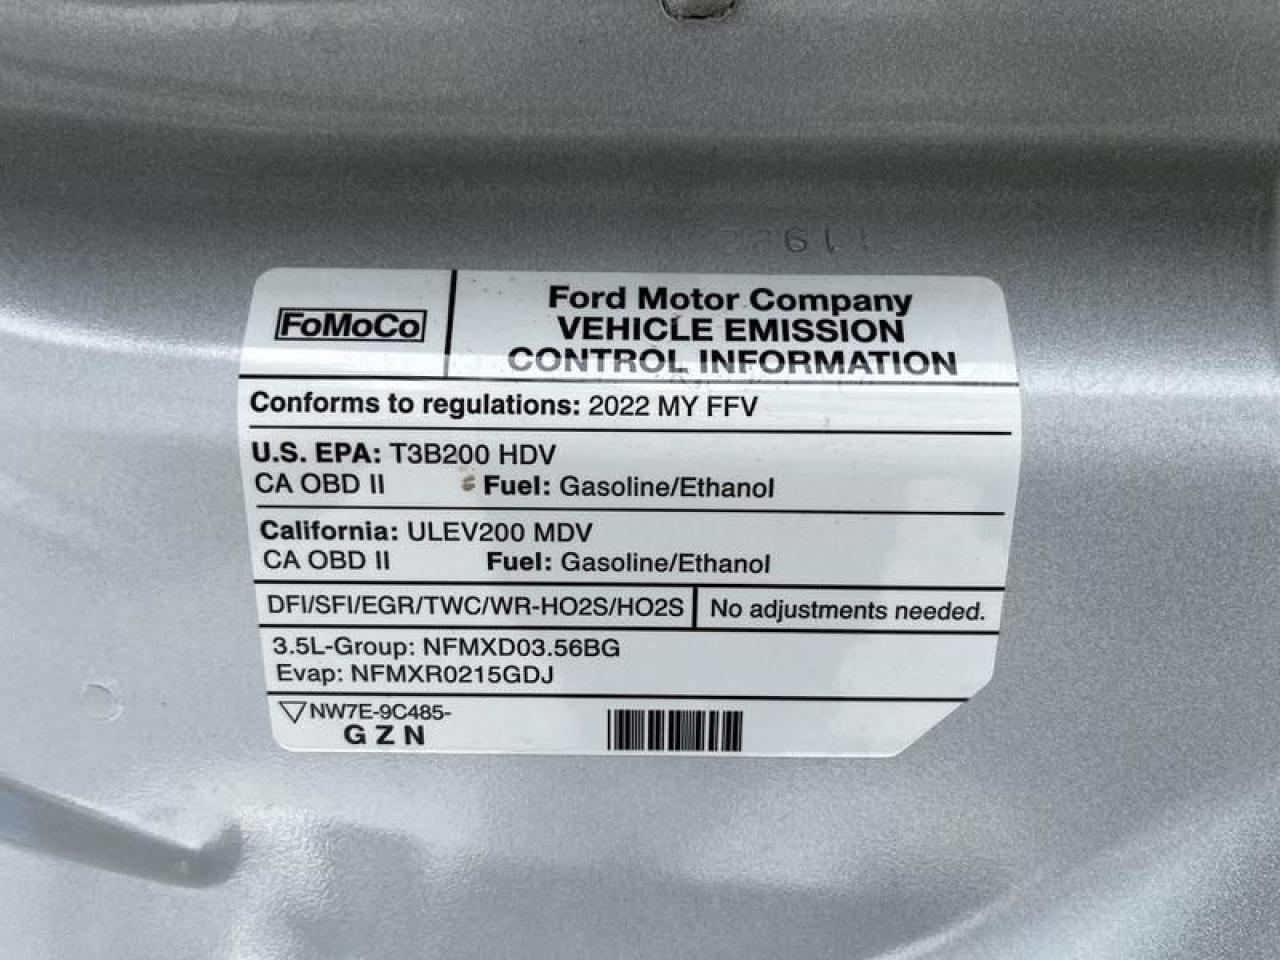 FoMoCo
Ford Motor Company
VEHICLE EMISSION
CONTROL INFORMATION
Conforms to regulations: 2022 MY FFV
U.S. EPA: T3B200 HDV
CA OBD II Fuel: Gasoline/Ethanol
California: ULEV200 MDV
CA OBD II Fuel: Gasoline/Ethanol
DFI/SFI/EGR/TWC/WR-HO2S/HO2S No adjustments needed.
3.5L-Group: NFMXD03.56BG
Evap: NFMXR0215GDJ
NW7E-9C485-
G Z N